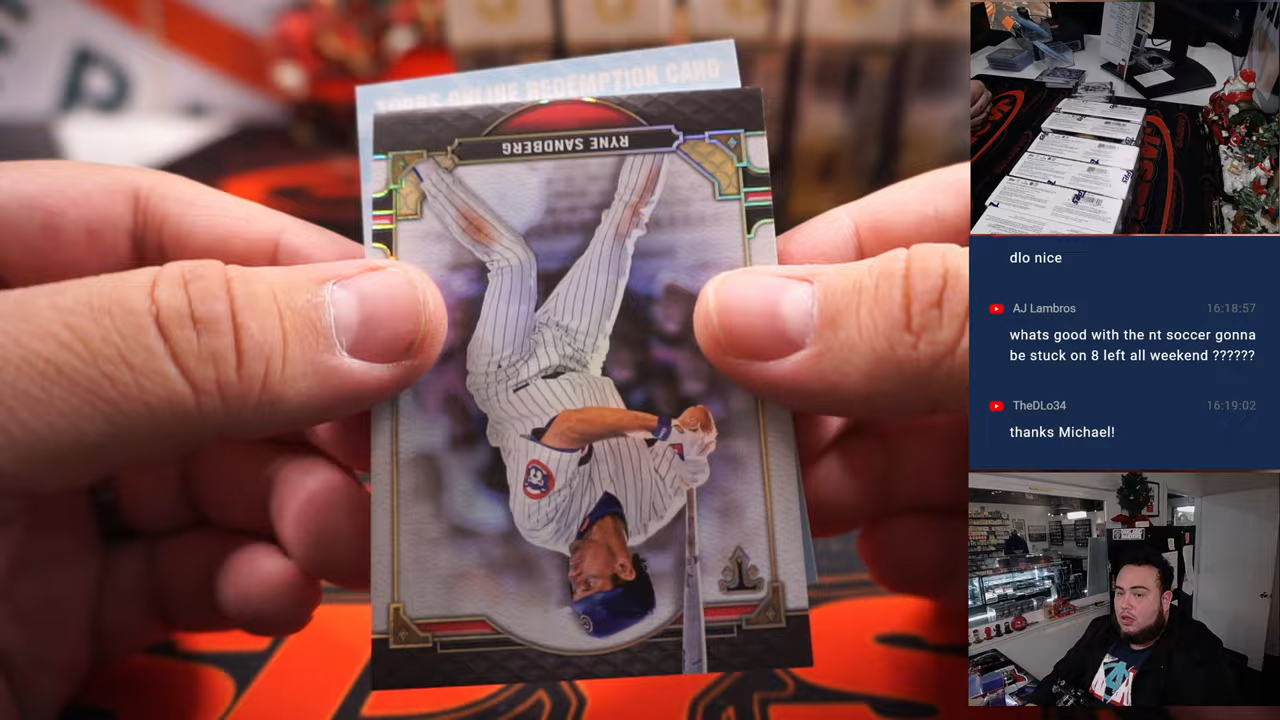 TOPPS ONLINE REDEMPTION CARD
RYNE SANDBERG
dlo nice
AJ Lambros 16:18:57
whats good with the nt soccer gonna
be stuck on 8 left all weekend ??????
TheDLo34 16:19:02
thanks Michael!